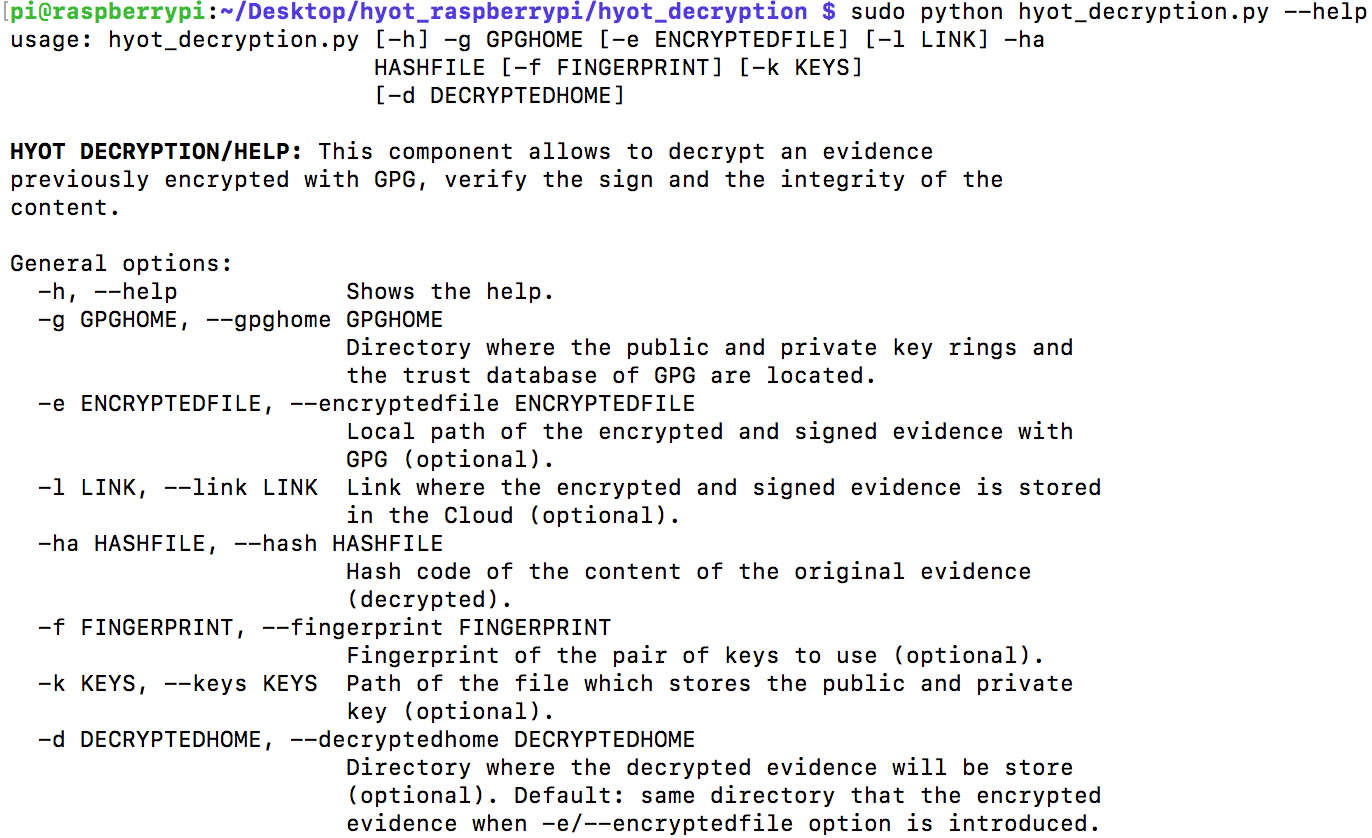 [pi@raspberrypi:~/Desktop/hyot_raspberrypi/hyot_decryption $ sudo python hyot_decryption.py --help
usage: hyot_decryption.py [-h] -g GPGHOME [-e ENCRYPTEDFILE] [-l LINK] -ha
HASHFILE [-f FINGERPRINT] [-k KEYS]
[-d DECRYPTEDHOME]
HYOT DECRYPTION/HELP: This component allows to decrypt an evidence
previously encrypted with GPG, verify the sign and the integrity of the
content.
General options:
-h, --help Shows the help.
-g GPGHOME, --gpghome GPGHOME
Directory where the public and private key rings and
the trust database of GPG are located.
-e ENCRYPTEDFILE, --encryptedfile ENCRYPTEDFILE
Local path of the encrypted and signed evidence with
GPG (optional).
-l LINK, --link LINK Link where the encrypted and signed evidence is stored
in the Cloud (optional).
-ha HASHFILE, --hash HASHFILE
Hash code of the content of the original evidence
(decrypted).
-f FINGERPRINT, --fingerprint FINGERPRINT
Fingerprint of the pair of keys to use (optional).
-k KEYS, --keys KEYS Path of the file which stores the public and private
key (optional).
-d DECRYPTEDHOME, --decryptedhome DECRYPTEDHOME
Directory where the decrypted evidence will be store
(optional). Default: same directory that the encrypted
evidence when -e/--encryptedfile option is introduced.